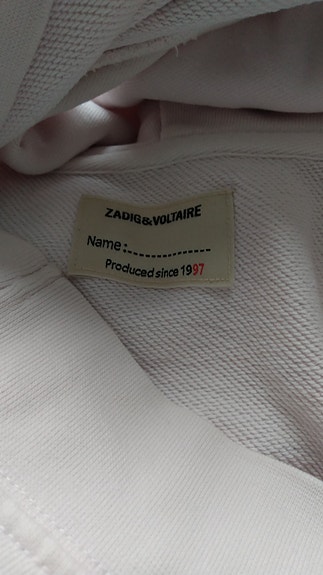 ZADIG&VOLTAIRE
Name:
Produced since 1997